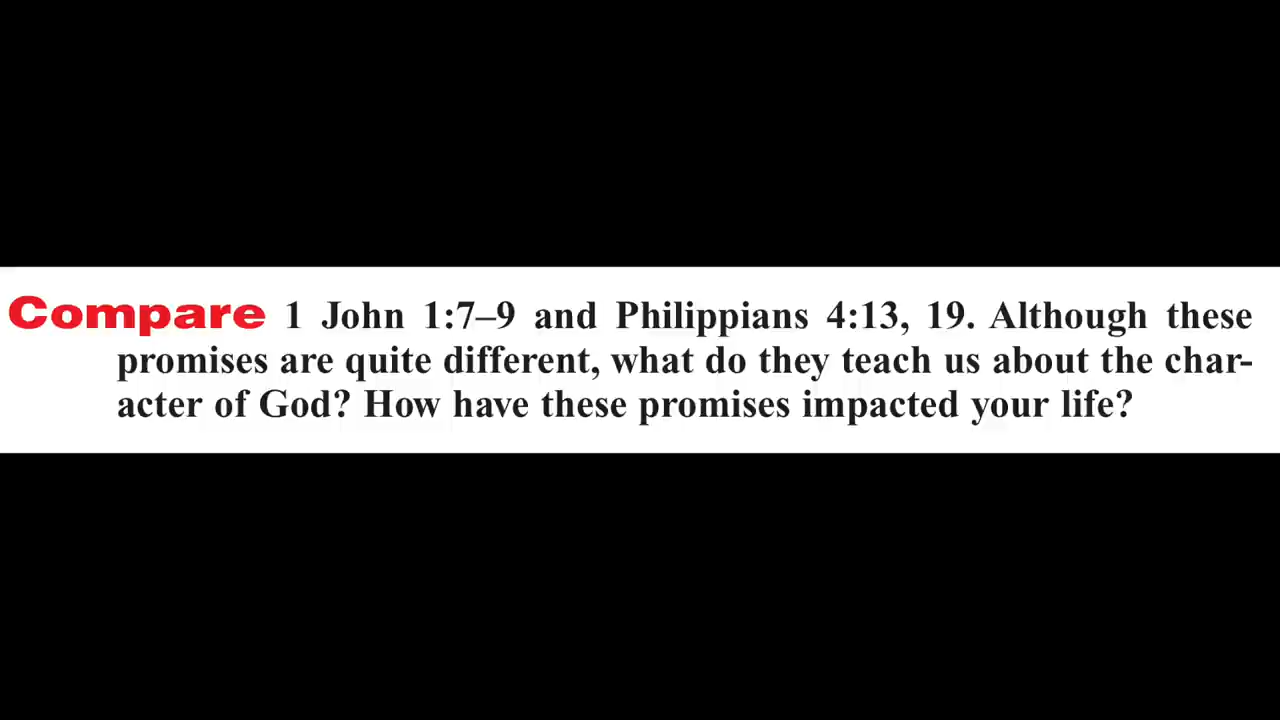 Compare 1 John 1:7–9 and Philippians 4:13, 19. Although these
promises are quite different, what do they teach us about the char-
acter of God? How have these promises impacted your life?